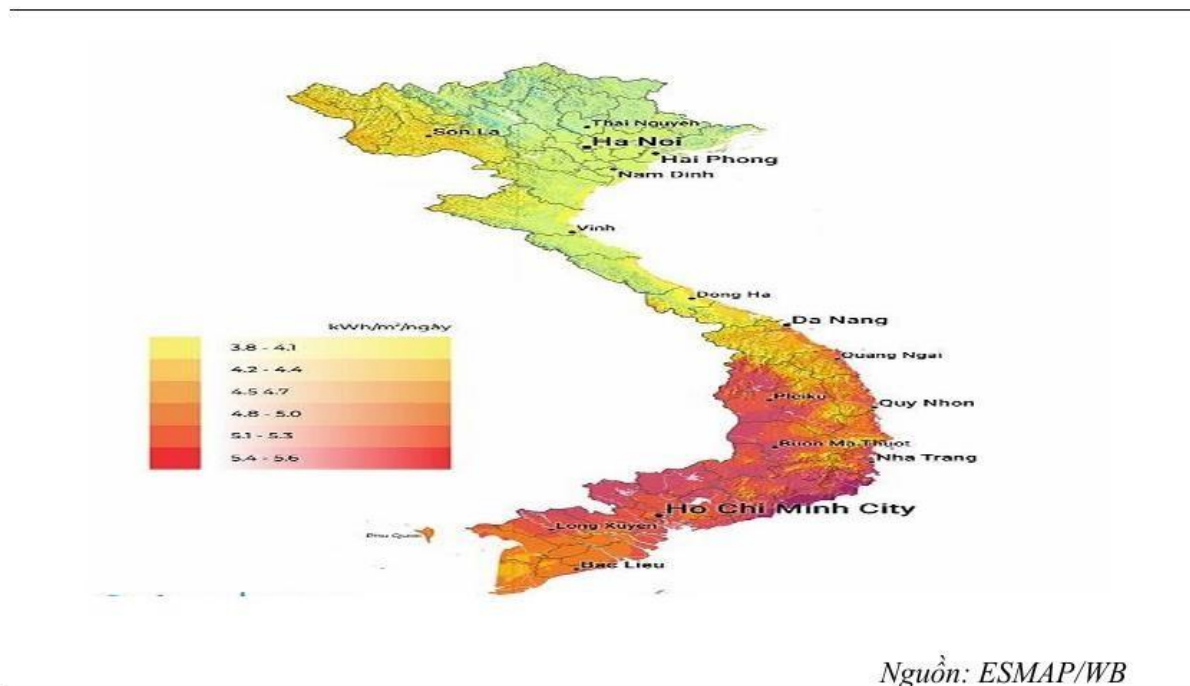 Son La
Thai Nguyen
Ha Noi
Hai Phong
Nam Dinh
Vinh
Dong Ha
Da Nang
kWh/m²/ngày
3.8 - 4.1
4.2 - 4.4
4.5 4.7
4.8 - 5.0
5.1 - 5.3
5.4 - 5.6
Quang Ngai
Pleiku
Quy Nhon
Buon Ma Thuot
Nha Trang
Ho Chi Minh City
Long Xuyen
Phu Quoc
Bac Lieu
Nguồn: ESMAP/WB